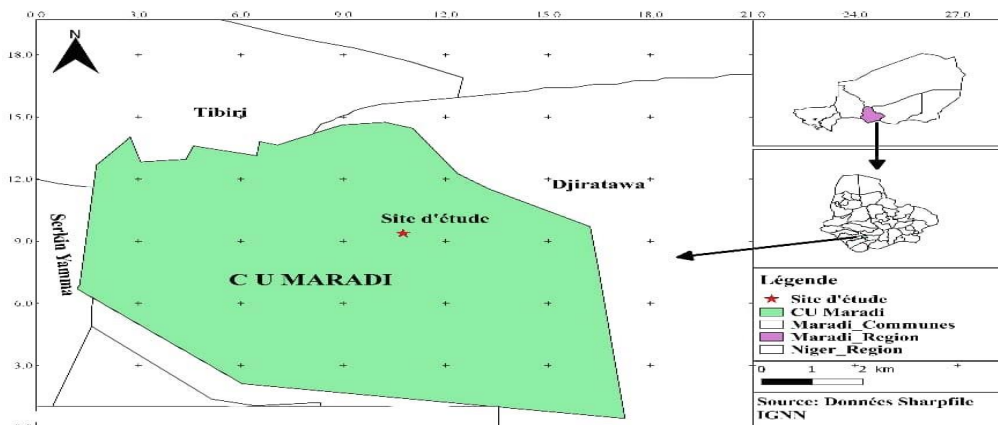 0.0 3.0 6.0 9.0 12.0 15.0 18.0 21.0 24.0 27.0
18.0
15.0
12.0
9.0
6.0
3.0
N
Tibiri
Djiratawa
Serkin Yamma
Site d'étude
C U MARADI
Légende
Site d'étude
CU Maradi
Maradi_Communes
Maradi_Region
Niger_Region
0 1 2 km
Source: Données Sharpfile
IGNN